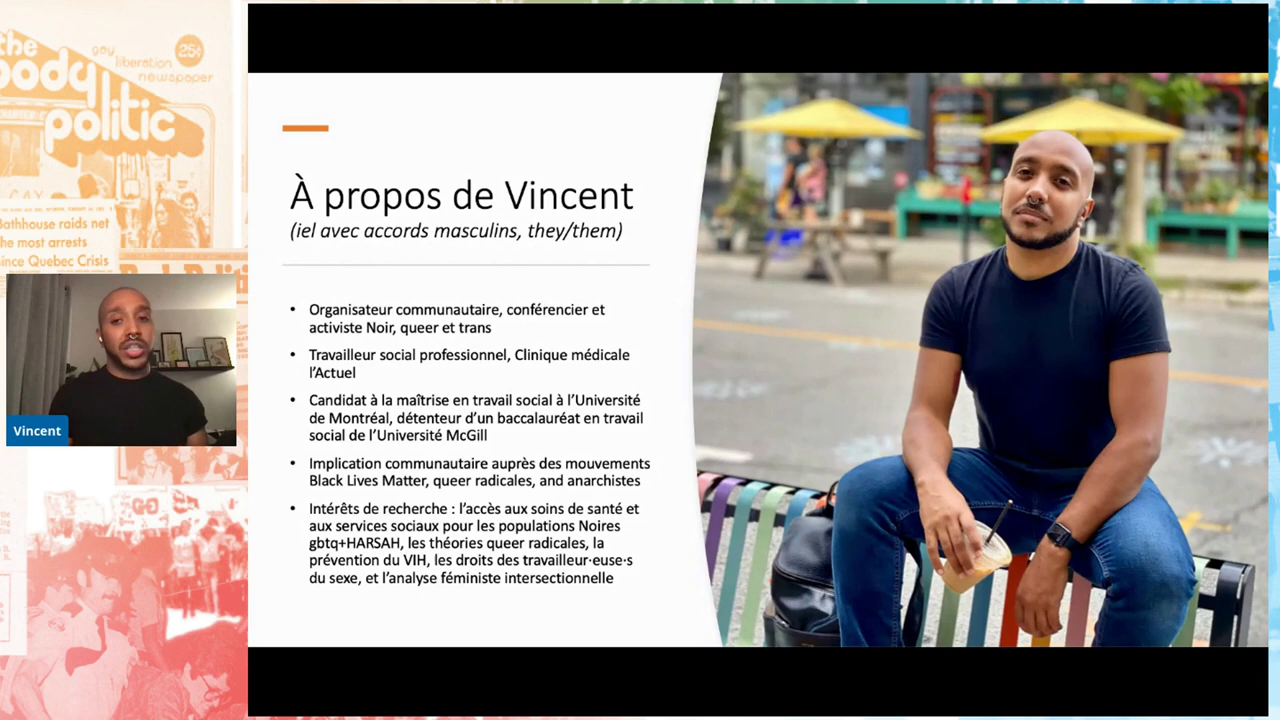 the
body
politic
gay
liberation
newspaper
25¢
Bathhouse raids net
he most arrests
since Quebec Crisis
Vincent
À propos de Vincent
(iel avec accords masculins, they/them)
• Organisateur communautaire, conférencier et
activiste Noir, queer et trans
• Travailleur social professionnel, Clinique médicale
l’Actuel
• Candidat à la maîtrise en travail social à l’Université
de Montréal, détenteur d’un baccalauréat en travail
social de l’Université McGill
• Implication communautaire auprès des mouvements
Black Lives Matter, queer radicales, and anarchistes
• Intérêts de recherche : l’accès aux soins de santé et
aux services sociaux pour les populations Noires
gbtq+HARSAH, les théories queer radicales, la
prévention du VIH, les droits des travailleur·euse·s
du sexe, et l’analyse féministe intersectionnelle